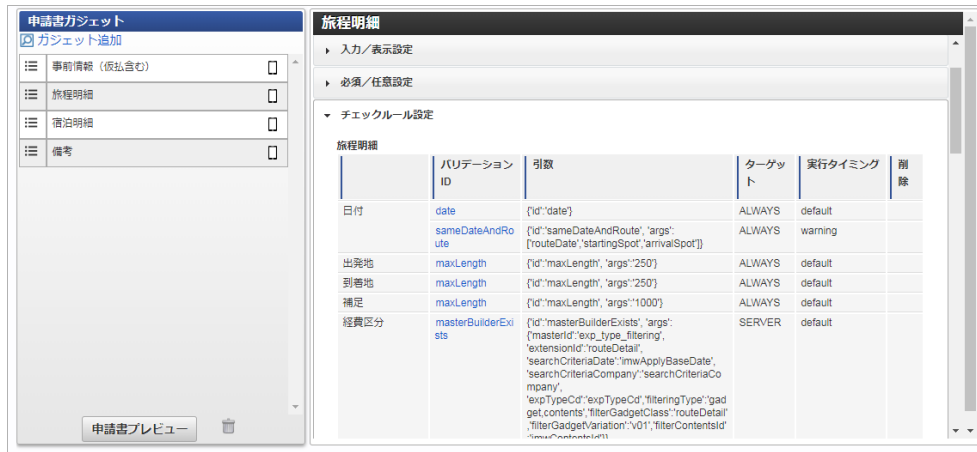 申請書ガジェット
ガジェット追加
事前情報（仮払含む）
旅程明細
宿泊明細
備考
申請書プレビュー
旅程明細
入力／表示設定
必須／任意設定
チェックルール設定
旅程明細
バリデーション
ID
引数
ターゲッ
ト
実行タイミング
削
除
日付
date
{'id':'date'}
ALWAYS
default
sameDateAndRo
ute
{'id':'sameDateAndRoute', 'args':
['routeDate','startingSpot','arrivalSpot']}
ALWAYS
warning
出発地
maxLength
{'id':'maxLength', 'args':'250'}
ALWAYS
default
到着地
maxLength
{'id':'maxLength', 'args':'250'}
ALWAYS
default
補足
maxLength
{'id':'maxLength', 'args':'1000'}
ALWAYS
default
経費区分
masterBuilderExi
sts
{'id':'masterBuilderExists', 'args':
{'masterId':'exp_type_filtering',
'extensionId':'routeDetail',
'searchCriteriaDate':'imwApplyBaseDate',
'searchCriteriaCompany':'searchCriteriaCo
mpany',
'expTypeCd':'expTypeCd','filteringType':'gad
get,contents','filterGadgetClass':'routeDetail'
,'filterGadgetVariation':'v01','filterContentsId'
:'imwContentsId'}}
SERVER
default